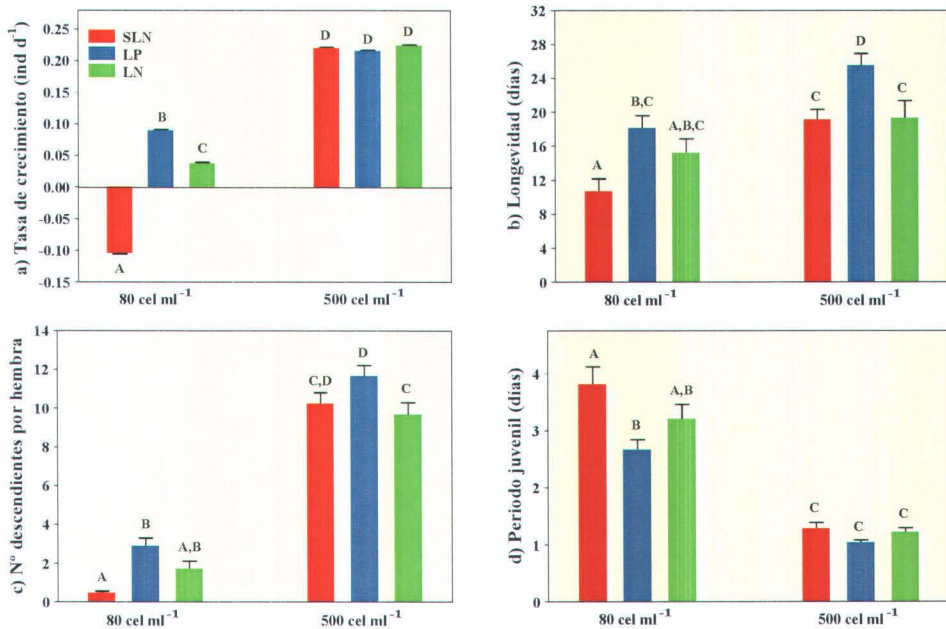 a) Tasa de crecimiento (ind d⁻¹)
0.25
0.20
0.15
0.10
0.05
0.00
-0.05
-0.10
-0.15
SLN
LP
LN
A
B
C
D
D
D
80 cel ml⁻¹
500 cel ml⁻¹
b) Longevidad (días)
32
28
24
20
16
12
8
4
0
A
B,C
A,B,C
C
D
C
80 cel ml⁻¹
500 cel ml⁻¹
c) Nº descendientes por hembra
14
12
10
8
6
4
2
0
A
B
A,B
C,D
D
C
80 cel ml⁻¹
500 cel ml⁻¹
d) Periodo juvenil (días)
4
3
2
1
0
A
B
A,B
C
C
C
80 cel ml⁻¹
500 cel ml⁻¹